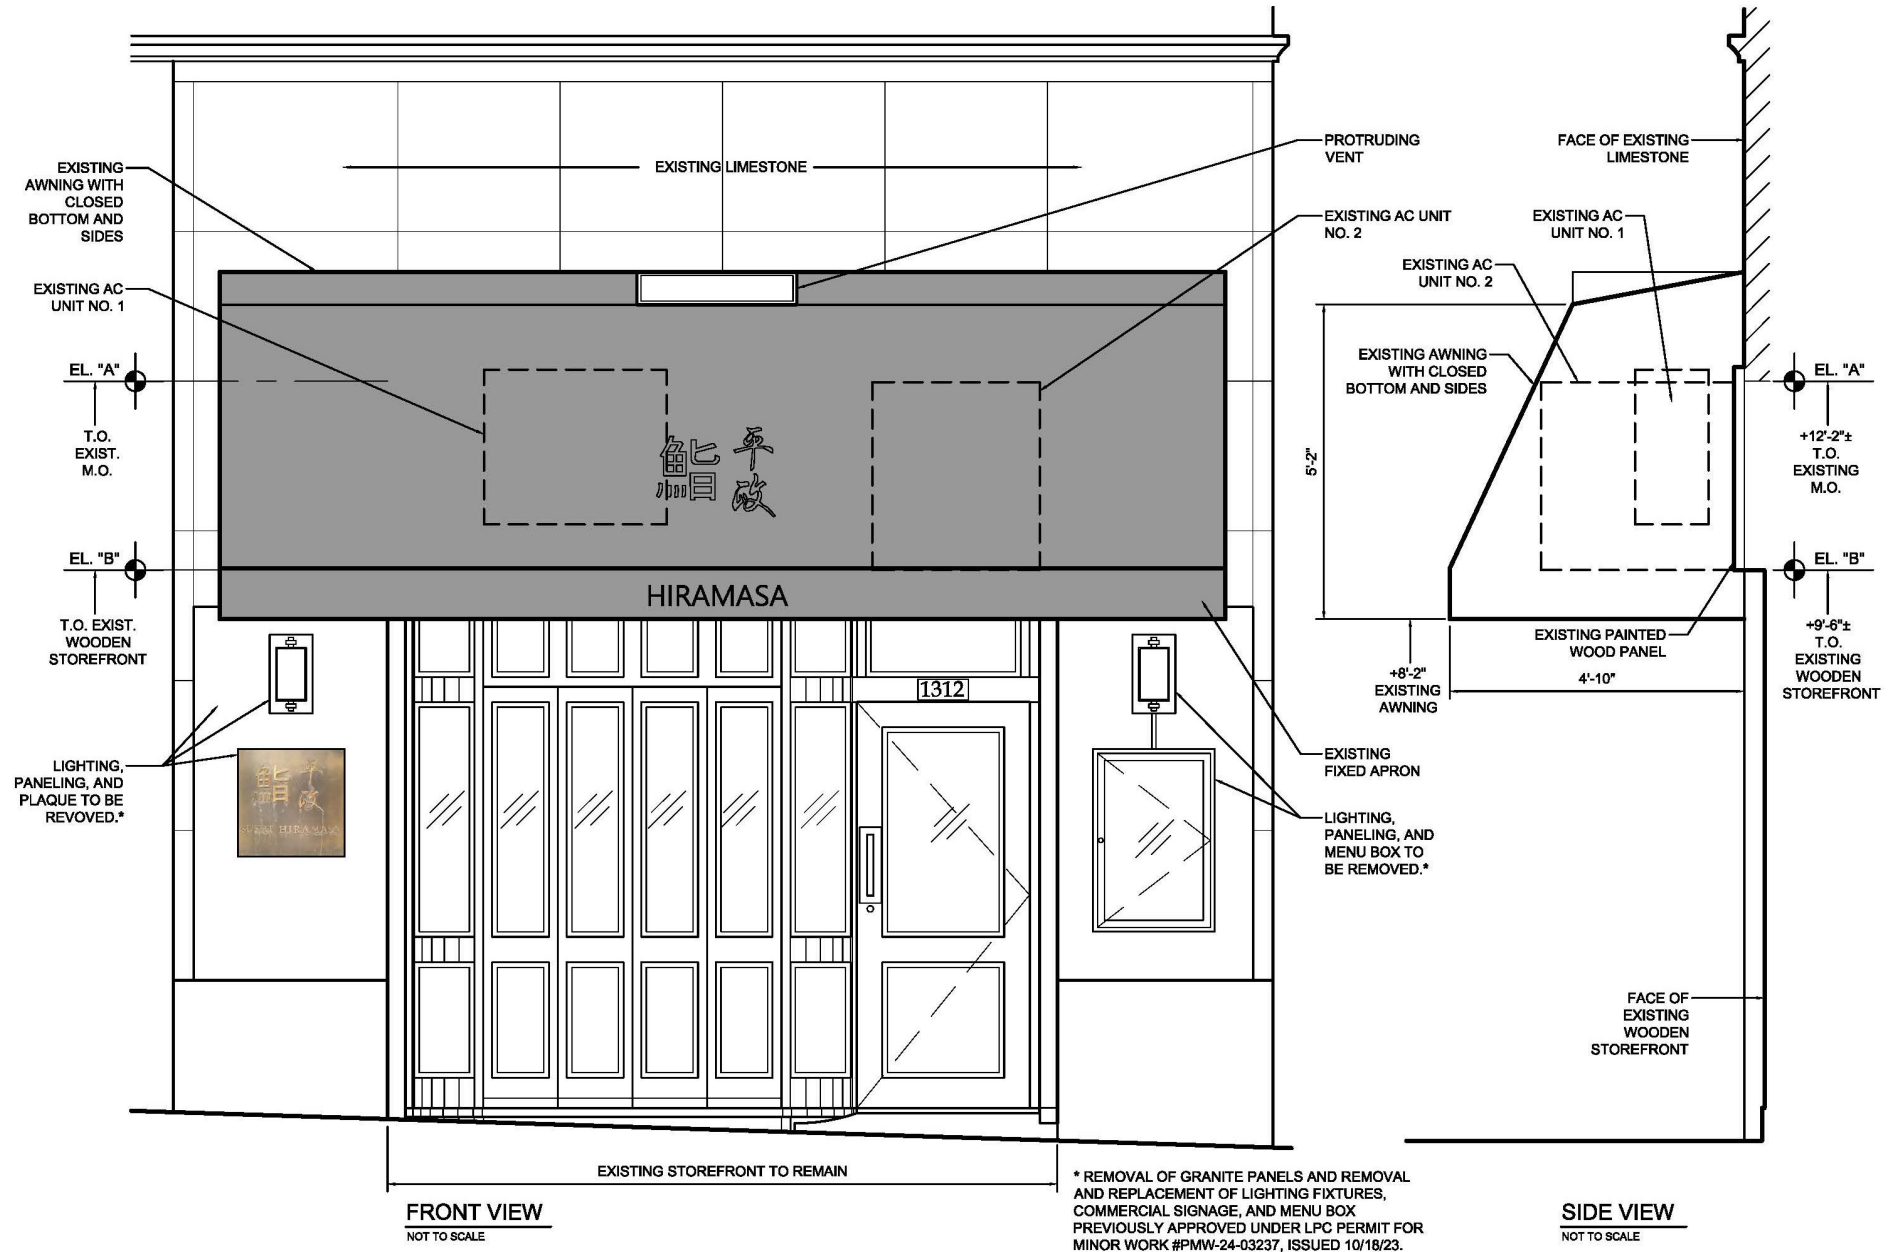 EXISTING
AWNING WITH
CLOSED
BOTTOM AND
SIDES
EXISTING LIMESTONE
PROTRUDING
VENT
EXISTING AC UNIT
NO. 2
EXISTING AC
UNIT NO. 1
EL. "A"
T.O.
EXIST.
M.O.
平政
鮨
EL. "B"
T.O. EXIST.
WOODEN
STOREFRONT
HIRAMASA
1312
LIGHTING,
PANELING, AND
PLAQUE TO BE
REVOVED.*
平政
鮨
HIRAMASA
EXISTING
FIXED APRON
LIGHTING,
PANELING, AND
MENU BOX TO
BE REMOVED.*
EXISTING STOREFRONT TO REMAIN
FRONT VIEW
NOT TO SCALE
* REMOVAL OF GRANITE PANELS AND REMOVAL
AND REPLACEMENT OF LIGHTING FIXTURES,
COMMERCIAL SIGNAGE, AND MENU BOX
PREVIOUSLY APPROVED UNDER LPC PERMIT FOR
MINOR WORK #PMW-24-03237, ISSUED 10/18/23.
FACE OF EXISTING
LIMESTONE
EXISTING AC
UNIT NO. 1
EXISTING AC
UNIT NO. 2
EXISTING AWNING
WITH CLOSED
BOTTOM AND SIDES
5'-2"
EL. "A"
+12'-2"±
T.O.
EXISTING
M.O.
EL. "B"
+9'-6"±
T.O.
EXISTING
WOODEN
STOREFRONT
EXISTING PAINTED
WOOD PANEL
+8'-2"
EXISTING
AWNING
4'-10"
FACE OF
EXISTING
WOODEN
STOREFRONT
SIDE VIEW
NOT TO SCALE